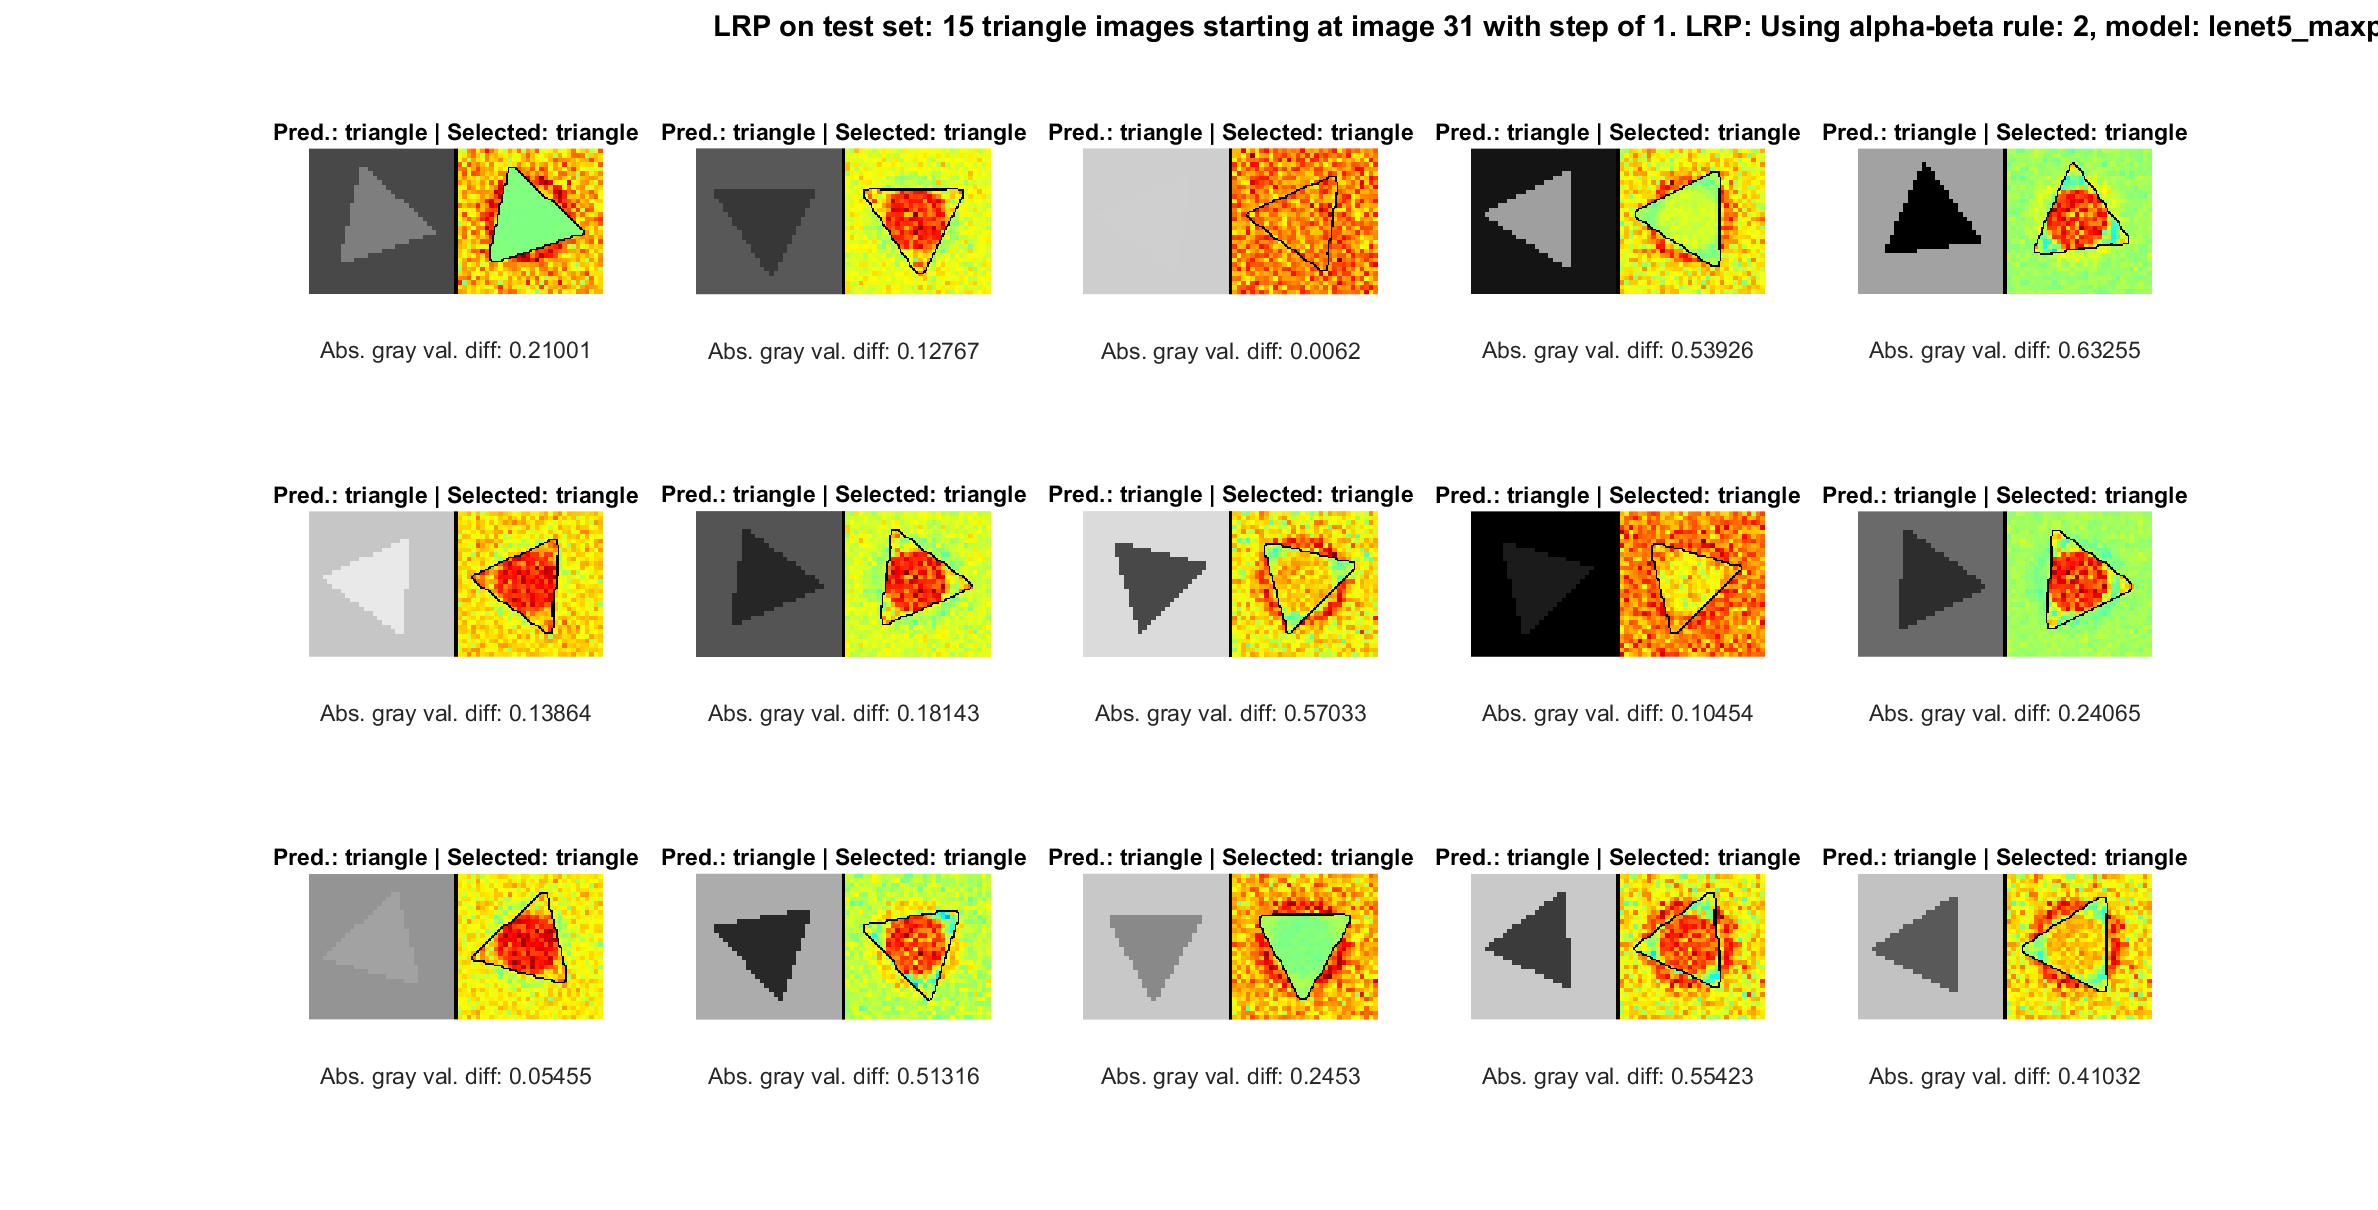 LRP on test set: 15 triangle images starting at image 31 with step of 1. LRP: Using alpha-beta rule: 2, model:
Pred.: triangle | Selected: triangle Pred.: triangle | Selected: triangle Pred.: triangle | Selected: triangle Pred.: triangle | Selected: triangle Pred.: triangle | Selected: triangle
Abs. gray val. diff: 0.21001 Abs. gray val. diff: 0.12767 Abs. gray val. diff: 0.0062 Abs. gray val. diff: 0.53926 Abs. gray val. diff: 0.63255
Pred.: triangle | Selected: triangle Pred.: triangle | Selected: triangle Pred.: triangle | Selected: triangle Pred.: triangle | Selected: triangle Pred.: triangle | Selected: triangle
Abs. gray val. diff: 0.13864 Abs. gray val. diff: 0.18143 Abs. gray val. diff: 0.57033 Abs. gray val. diff: 0.10454 Abs. gray val. diff: 0.24065
Pred.: triangle | Selected: triangle Pred.: triangle | Selected: triangle Pred.: triangle | Selected: triangle Pred.: triangle | Selected: triangle Pred.: triangle | Selected: triangle
Abs. gray val. diff: 0.05455 Abs. gray val. diff: 0.51316 Abs. gray val. diff: 0.2453 Abs. gray val. diff: 0.55423 Abs. gray val. diff: 0.41032